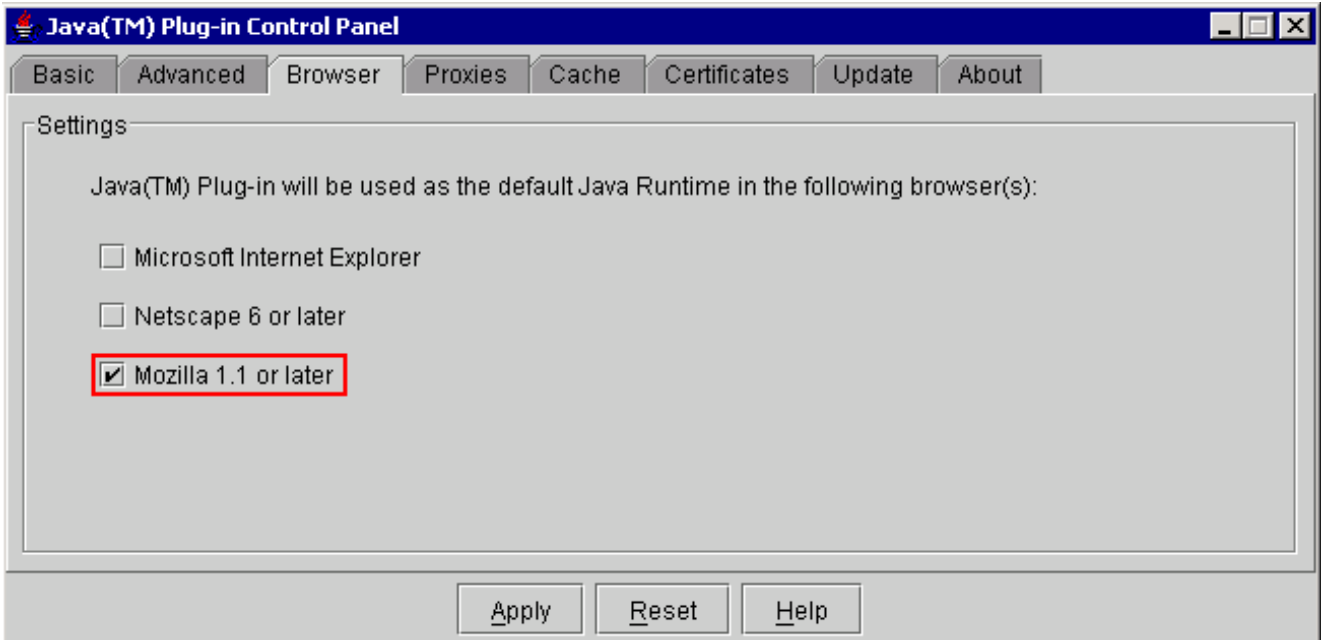 Java(TM) Plug-in Control Panel
Basic Advanced Browser Proxies Cache Certificates Update About
Settings
Java(TM) Plug-in will be used as the default Java Runtime in the following browser(s):
Microsoft Internet Explorer
Netscape 6 or later
Mozilla 1.1 or later
Apply Reset Help